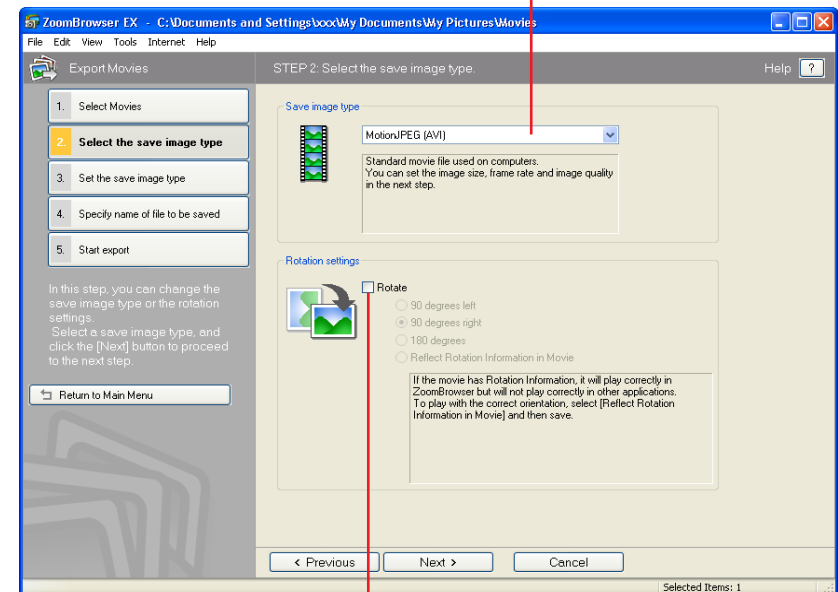 ZoomBrowser EX - C:\Documents and Settings\xxx\My Documents\My Pictures\Movies
File Edit View Tools Internet Help
Export Movies
STEP 2: Select the save image type.
Help ?
1. Select Movies
2. Select the save image type
3. Set the save image type
4. Specify name of file to be saved
5. Start export
In this step, you can change the
save image type or the rotation
settings.
Select a save image type, and
click the [Next] button to proceed
to the next step.
Return to Main Menu
Save image type
MotionJPEG (AVI)
Standard movie file used on computers.
You can set the image size, frame rate and image quality
in the next step.
Rotation settings
Rotate
90 degrees left
90 degrees right
180 degrees
Reflect Rotation Information in Movie
If the movie has Rotation Information, it will play correctly in
ZoomBrowser but will not play correctly in other applications.
To play with the correct orientation, select [Reflect Rotation
Information in Movie] and then save.
< Previous
Next >
Cancel
Selected Items: 1